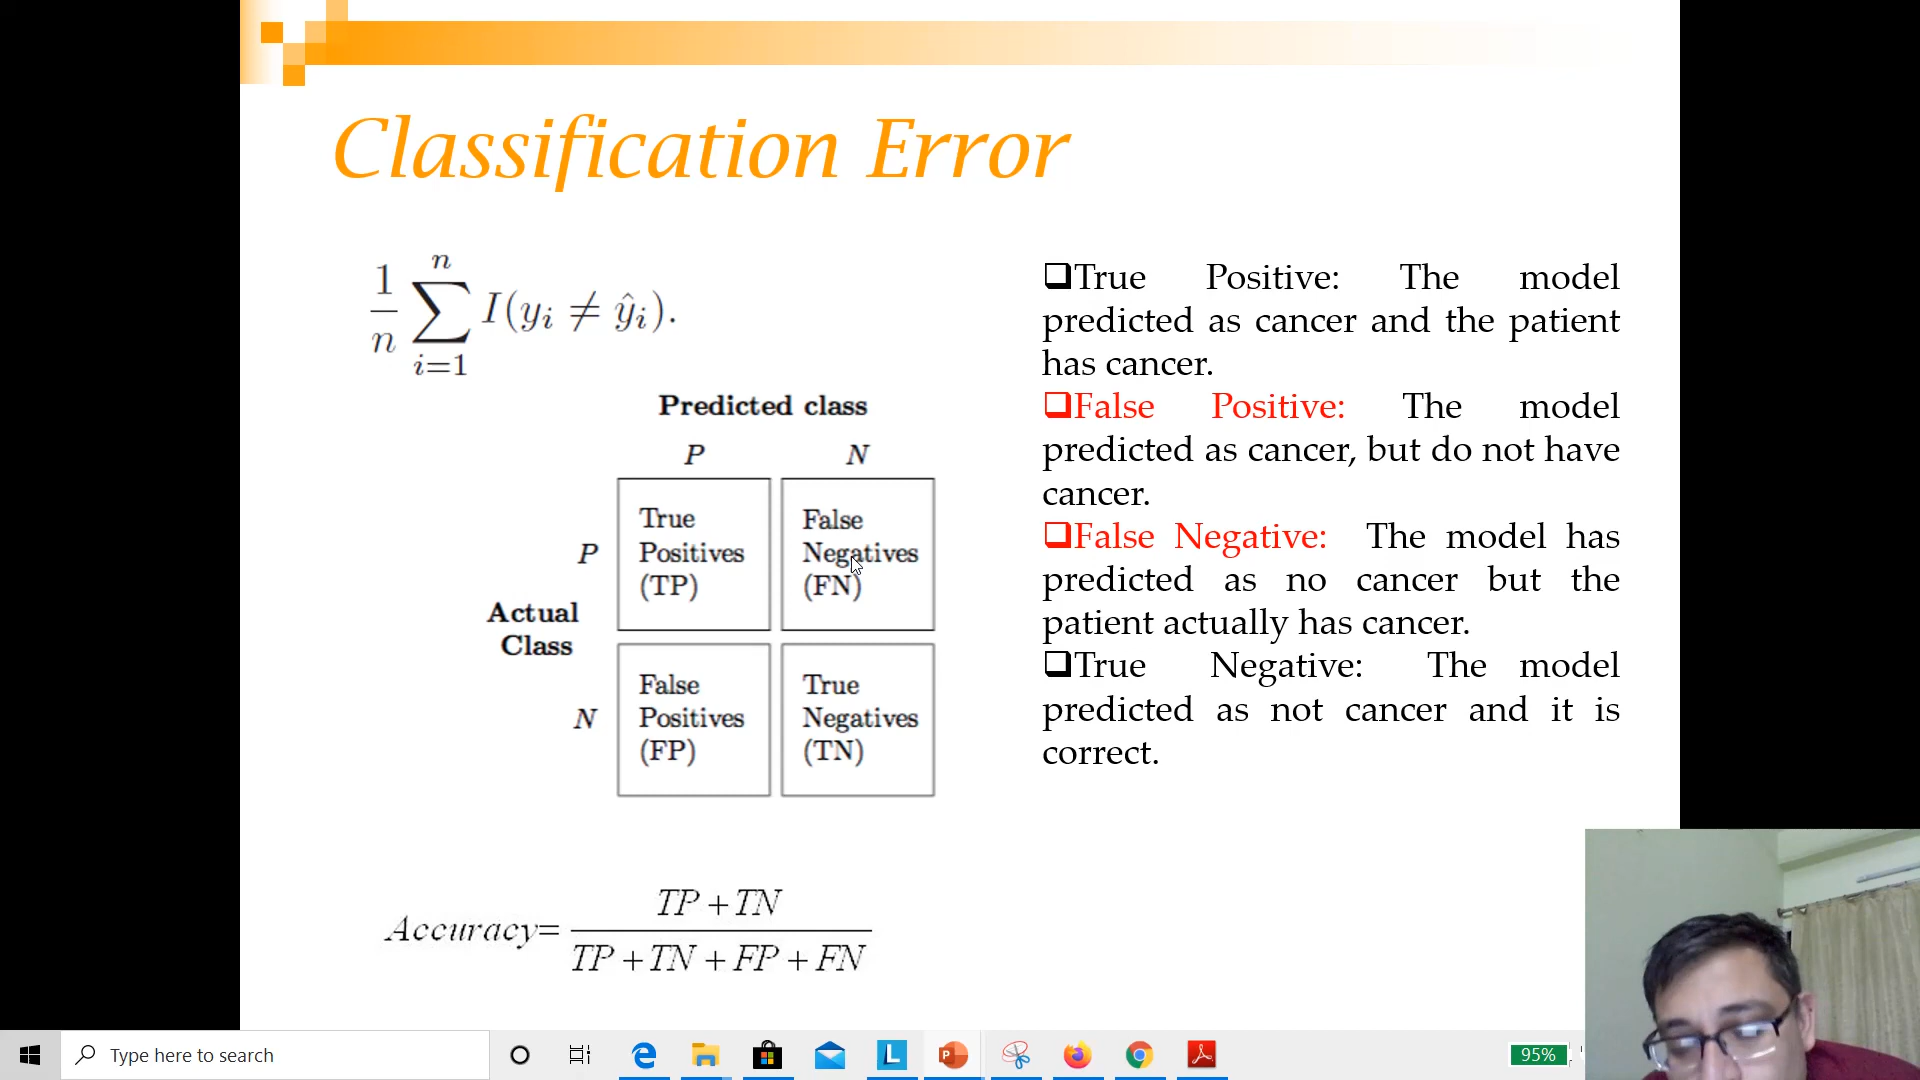 Classification Error
1/n ∑ i=1 n I(yᵢ ≠ ŷᵢ).
Predicted class
P N
True Positives (TP)
False Negatives (FN)
P
Actual Class
N
False Positives (FP)
True Negatives (TN)
Accuracy= TP+TN / TP+TN+FP+FN
❑True Positive: The model
predicted as cancer and the patient
has cancer.
❑False Positive: The model
predicted as cancer, but do not have
cancer.
❑False Negative: The model has
predicted as no cancer but the
patient actually has cancer.
❑True Negative: The model
predicted as not cancer and it is
correct.
Type here to search
L
P
95%